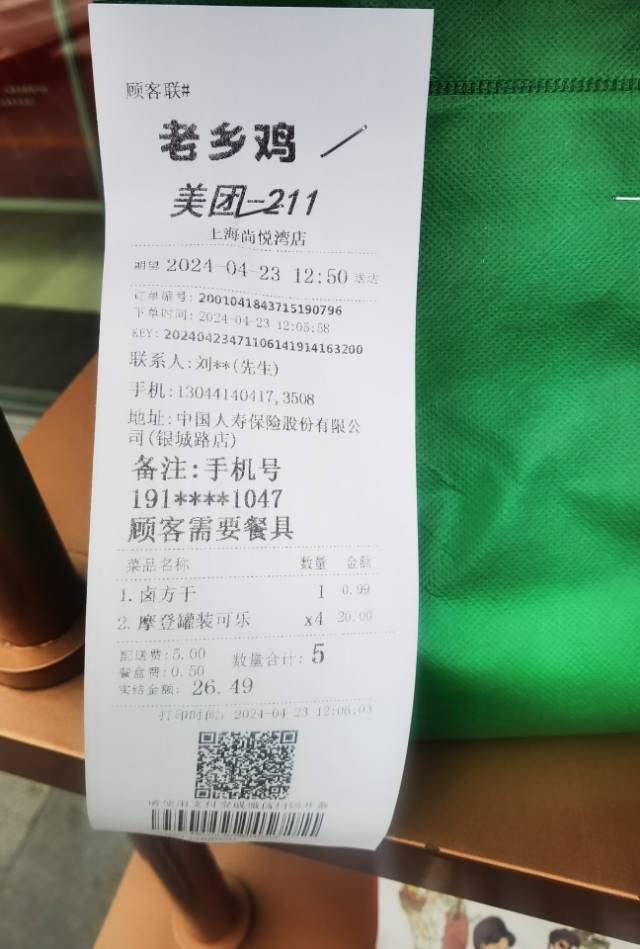 顾客联#
老乡鸡
美团-211
上海尚悦湾店
期望 2024-04-23 12:50 送达
订单编号: 2001041843715190796
下单时间: 2024-04-23 12:05:58
KEY: 20240423471106141914163200
联系人:刘**(先生)
手机:13044140417,3508
地址:中国人寿保险股份有限公
司(银城路店)
备注:手机号
191****1047
顾客需要餐具
菜品名称 数量 金额
1. 卤方干 1 0.99
2. 摩登罐装可乐 x4 20.00
配送费: 5.00 数量合计: 5
餐盒费: 0.50
实结金额: 26.49
打印时间: 2024-04-23 12:06:03